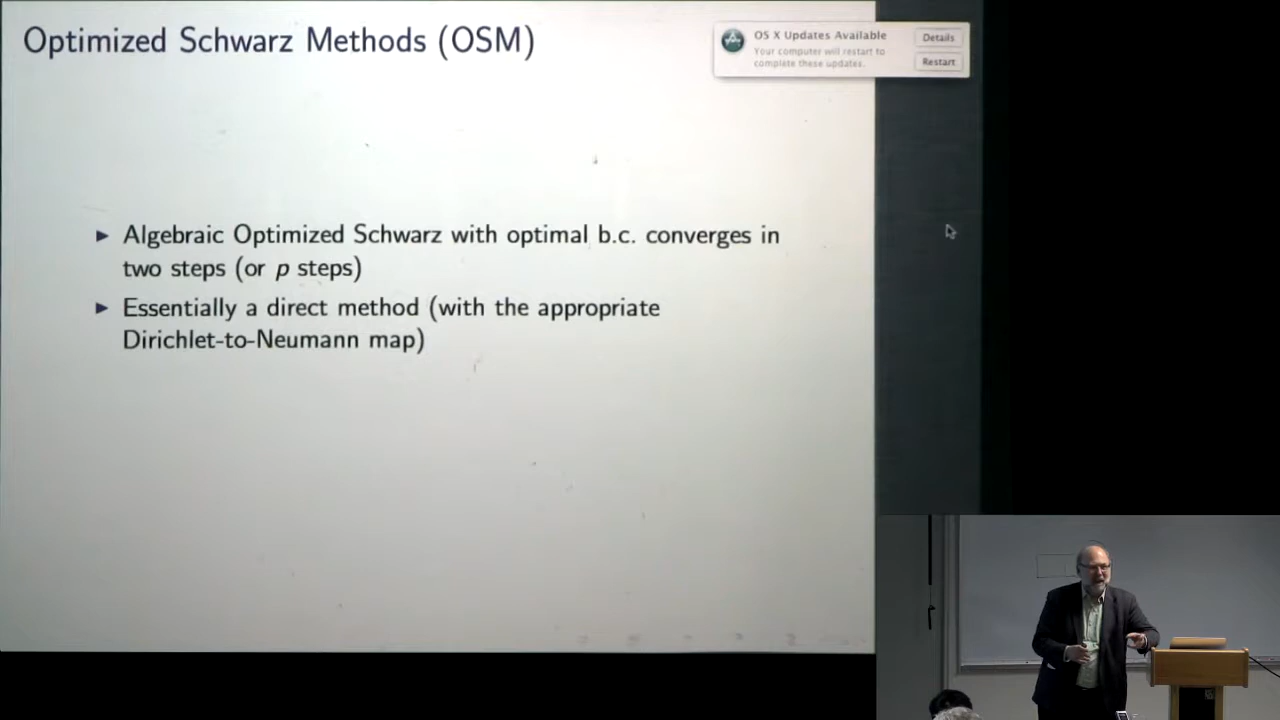 Optimized Schwarz Methods (OSM)
OS X Updates Available
Your computer will restart to
complete these updates.
Details
Restart
► Algebraic Optimized Schwarz with optimal b.c. converges in
two steps (or p steps)
► Essentially a direct method (with the appropriate
Dirichlet-to-Neumann map)